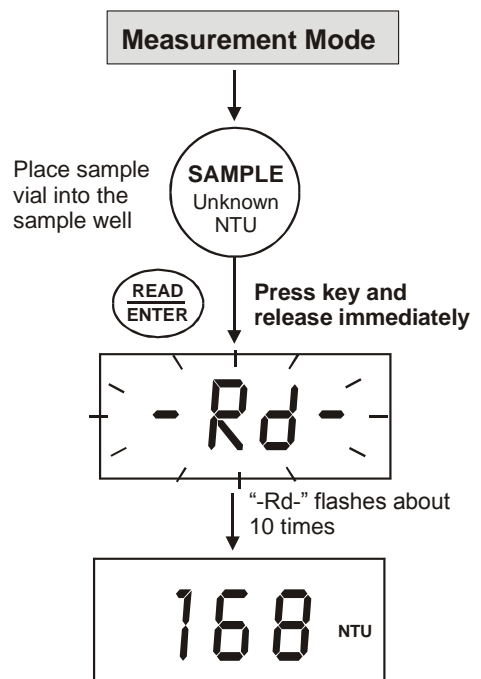 Measurement Mode
Place sample
vial into the
sample well
SAMPLE
Unknown
NTU
READ
ENTER
Press key and
release immediately
-Rd-
“-Rd-” flashes about
10 times
168 NTU